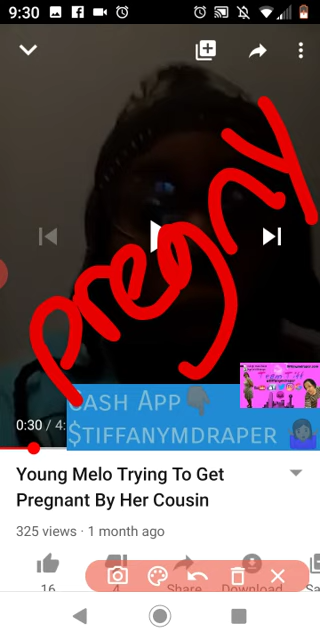 9:30
pregny
CASH APP👇🏿
$TIFFANYMDRAPER 🤷🏾‍♀️
0:30 / 4:
Young Melo Trying To Get
Pregnant By Her Cousin
325 views · 1 month ago
16
4
Share
Download
Sa